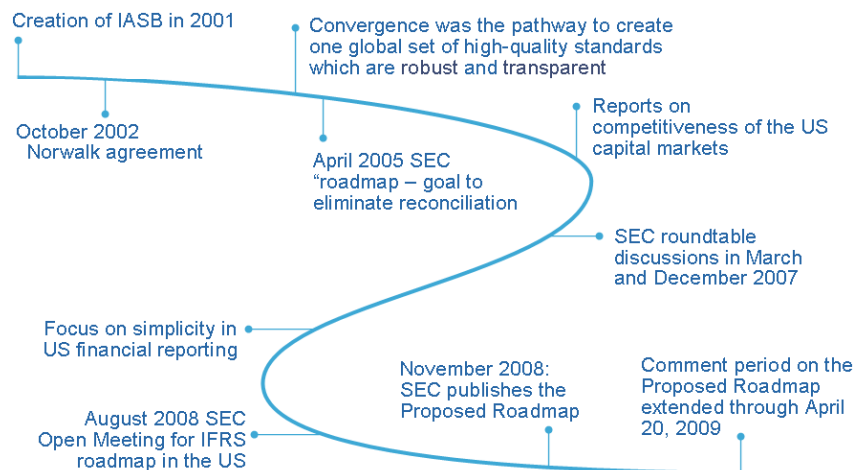 Creation of IASB in 2001
Convergence was the pathway to create
one global set of high-quality standards
which are robust and transparent
October 2002
Norwalk agreement
April 2005 SEC
“roadmap – goal to
eliminate reconciliation
Reports on
competitiveness of the US
capital markets
SEC roundtable
discussions in March
and December 2007
Focus on simplicity in
US financial reporting
August 2008 SEC
Open Meeting for IFRS
roadmap in the US
November 2008:
SEC publishes the
Proposed Roadmap
Comment period on the
Proposed Roadmap
extended through April
20, 2009